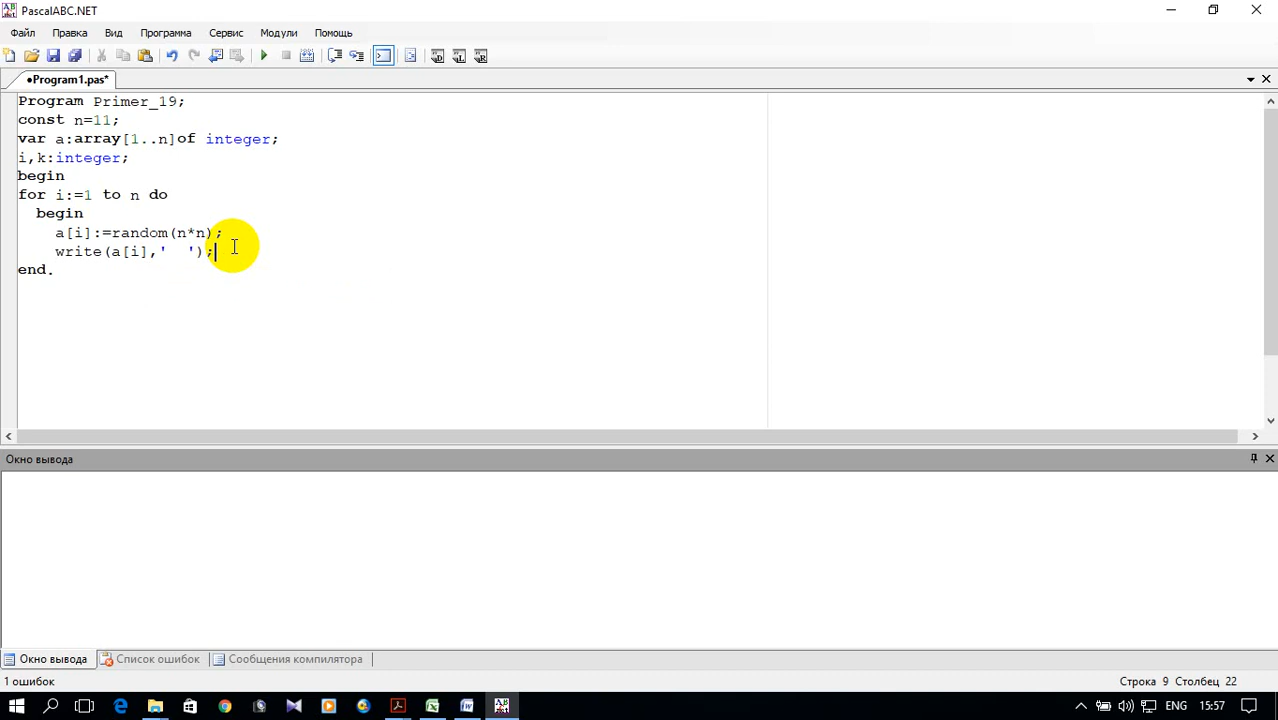 PascalABC.NET
Файл Правка Вид Программа Сервис Модули Помощь
●Program1.pas*
Program Primer_19;
const n=11;
var a:array[1..n]of integer;
i,k:integer;
begin
for i:=1 to n do
begin
a[i]:=random(n*n);
write(a[i],'  ');
end.
Окно вывода
Окно вывода Список ошибок Сообщения компилятора
1 ошибок Строка 9 Столбец 22
ENG 15:57